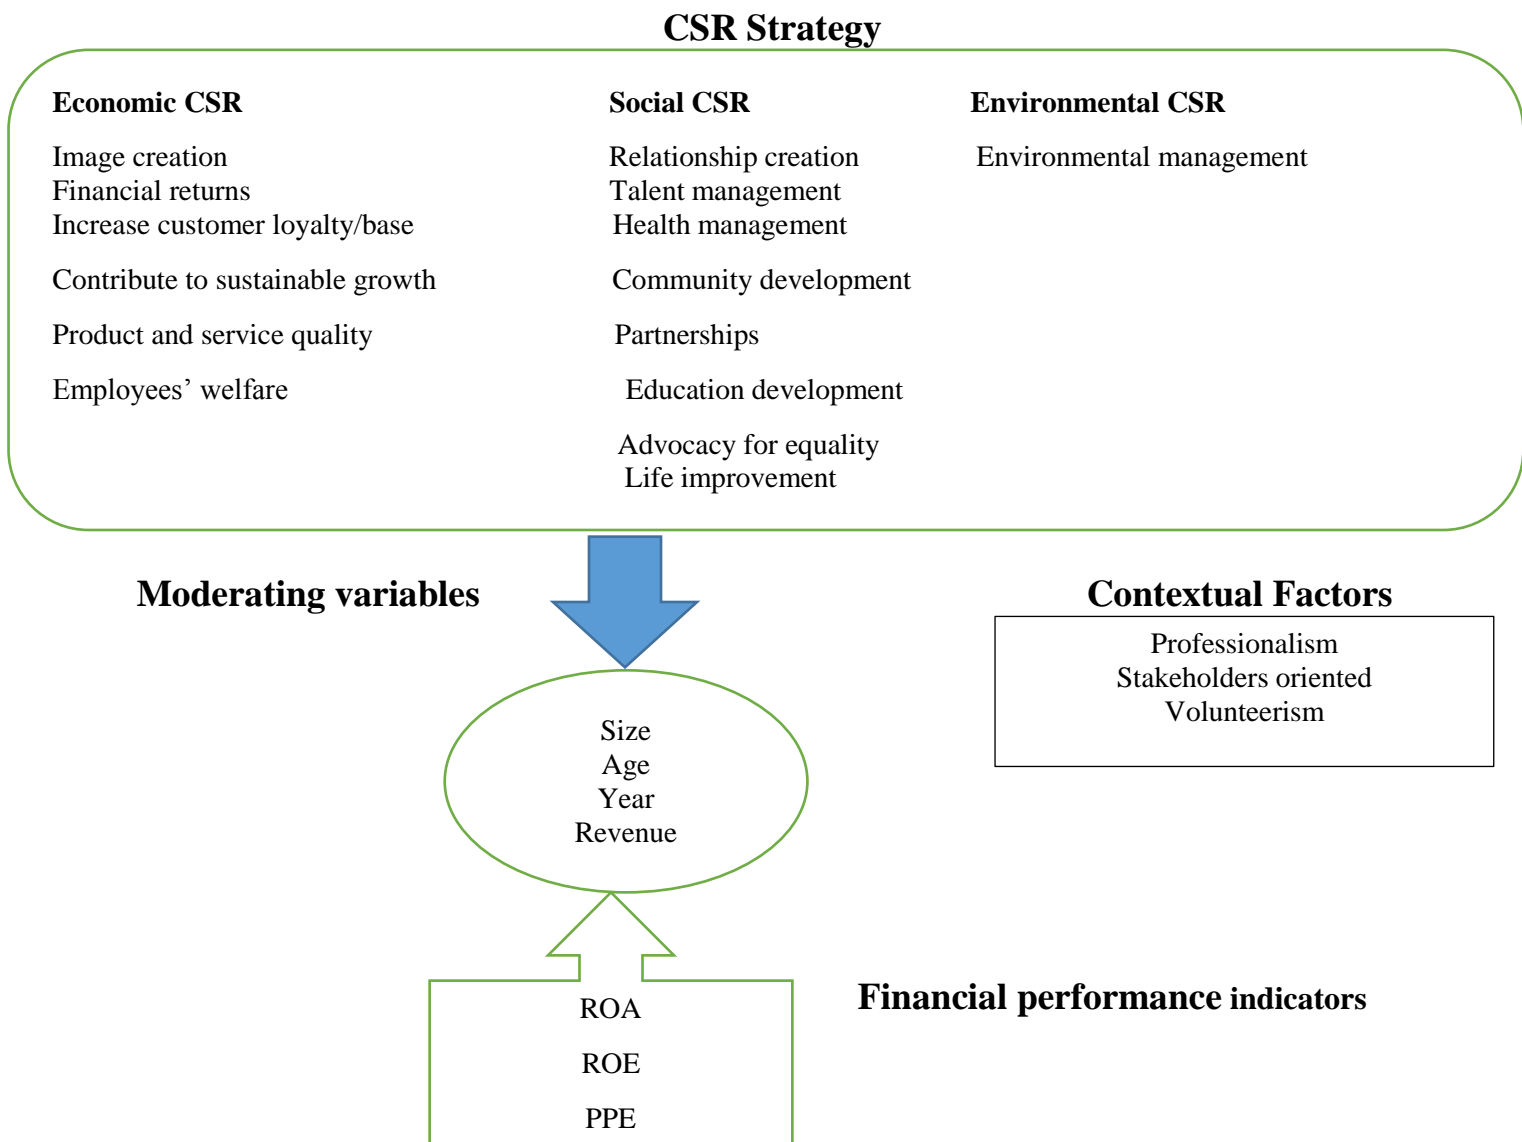 CSR Strategy
Economic CSR
Image creation
Financial returns
Increase customer loyalty/base
Contribute to sustainable growth
Product and service quality
Employees’ welfare
Social CSR
Relationship creation
Talent management
Health management
Community development
Partnerships
Education development
Advocacy for equality
Life improvement
Environmental CSR
Environmental management
Moderating variables
Contextual Factors
Professionalism
Stakeholders oriented
Volunteerism
Size
Age
Year
Revenue
Financial performance indicators
ROA
ROE
PPE